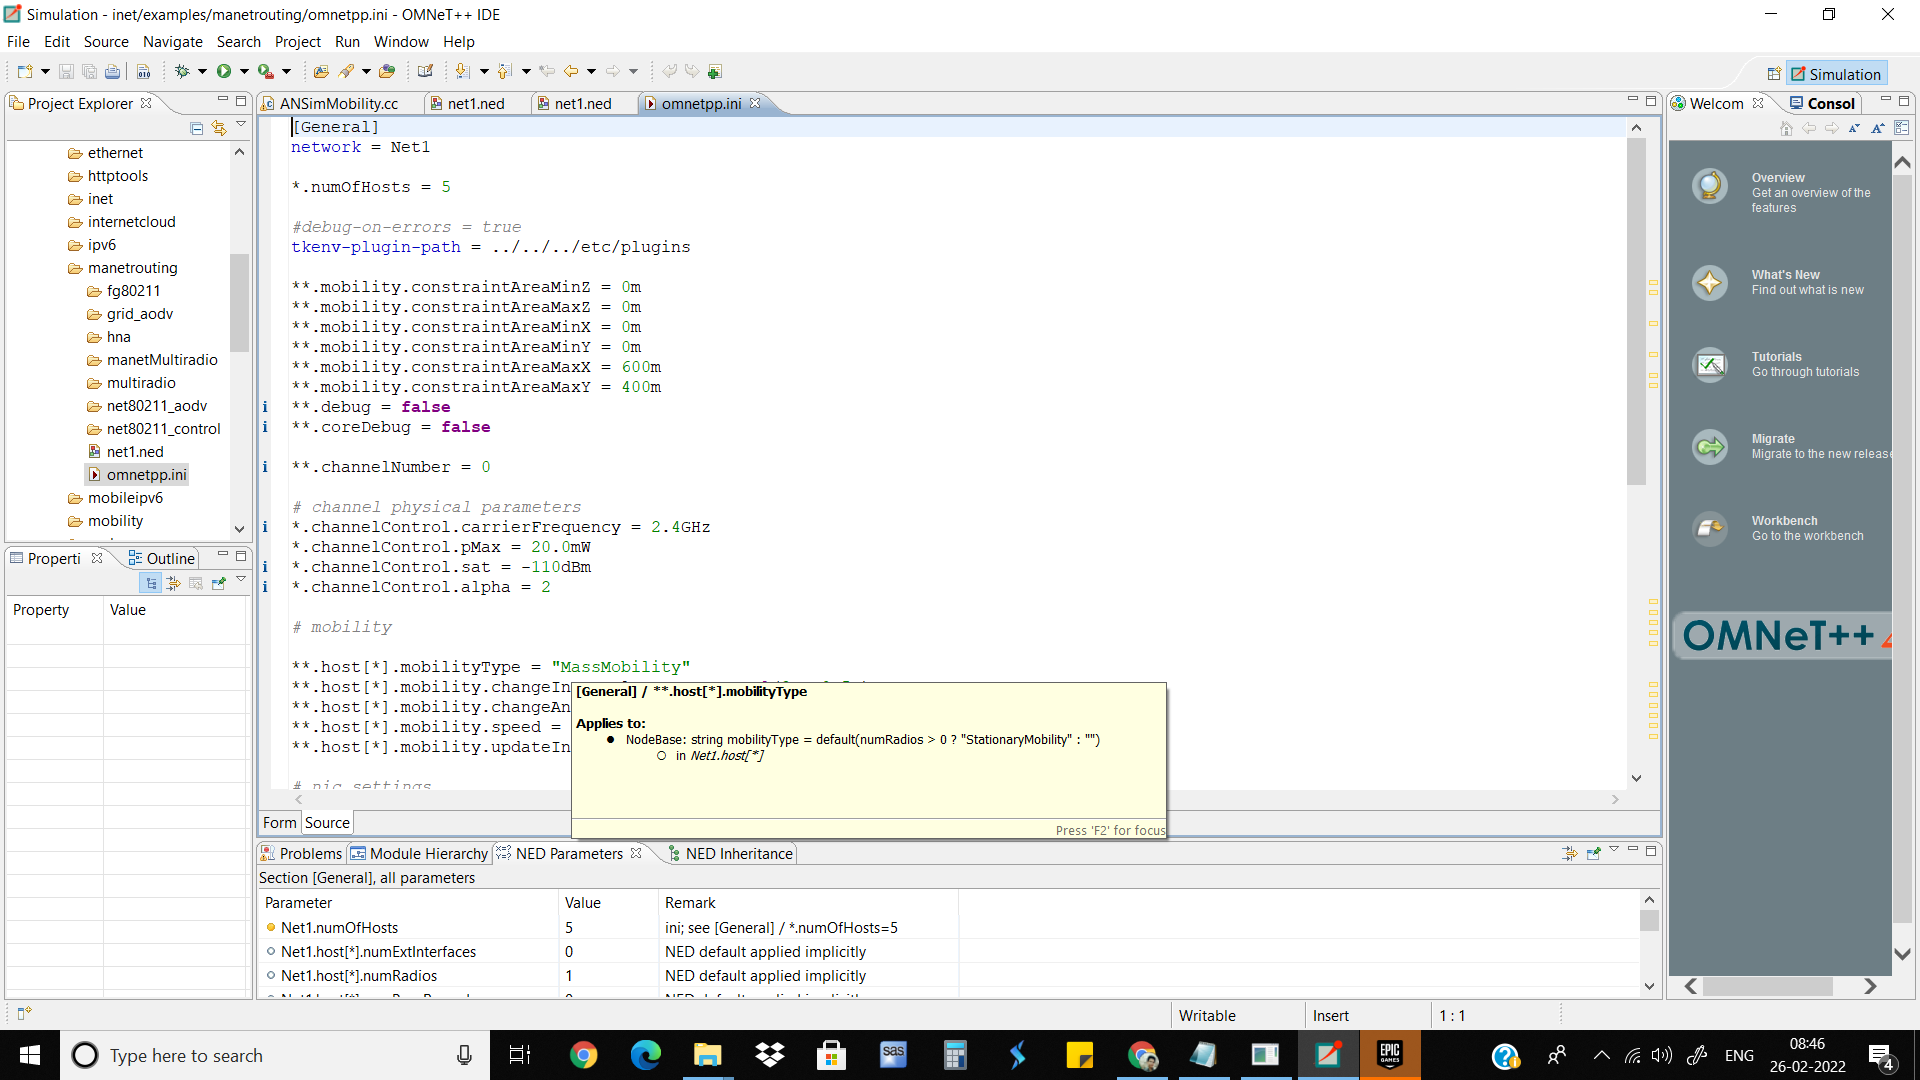 Simulation - inet/examples/manetrouting/omnetpp.ini - OMNeT++ IDE
File Edit Source Navigate Search Project Run Window Help
Simulation
Project Explorer
ethernet
httptools
inet
internetcloud
ipv6
manetrouting
fg80211
grid_aodv
hna
manetMultiradio
multiradio
net80211_aodv
net80211_control
net1.ned
omnetpp.ini
mobileipv6
mobility
Properti Outline
Property Value
ANSimMobility.cc net1.ned net1.ned omnetpp.ini
[General]
network = Net1
*.numOfHosts = 5
#debug-on-errors = true
tkenv-plugin-path = ../../../etc/plugins
**.mobility.constraintAreaMinZ = 0m
**.mobility.constraintAreaMaxZ = 0m
**.mobility.constraintAreaMinX = 0m
**.mobility.constraintAreaMinY = 0m
**.mobility.constraintAreaMaxX = 600m
**.mobility.constraintAreaMaxY = 400m
**.debug = false
**.coreDebug = false
**.channelNumber = 0
# channel physical parameters
*.channelControl.carrierFrequency = 2.4GHz
*.channelControl.pMax = 20.0mW
*.channelControl.sat = -110dBm
*.channelControl.alpha = 2
# mobility
**.host[*].mobilityType = "MassMobility"
**.host[*].mobility.changeIn
**.host[*].mobility.changeAn
**.host[*].mobility.speed =
**.host[*].mobility.updateIn
# nic settings
[General] / **.host[*].mobilityType
Applies to:
NodeBase: string mobilityType = default(numRadios > 0 ? "StationaryMobility" : "")
in Net1.host[*]
Press 'F2' for focus
Form Source
Problems Module Hierarchy NED Parameters NED Inheritance
Section [General], all parameters
Parameter Value Remark
Net1.numOfHosts 5 ini; see [General] / *.numOfHosts=5
Net1.host[*].numExtInterfaces 0 NED default applied implicitly
Net1.host[*].numRadios 1 NED default applied implicitly
Welcom Consol
Overview
Get an overview of the
features
What's New
Find out what is new
Tutorials
Go through tutorials
Migrate
Migrate to the new release
Workbench
Go to the workbench
OMNeT++ 4
Writable Insert 1 : 1
Type here to search
sas
EPIC
GAMES
ENG
08:46
26-02-2022
4